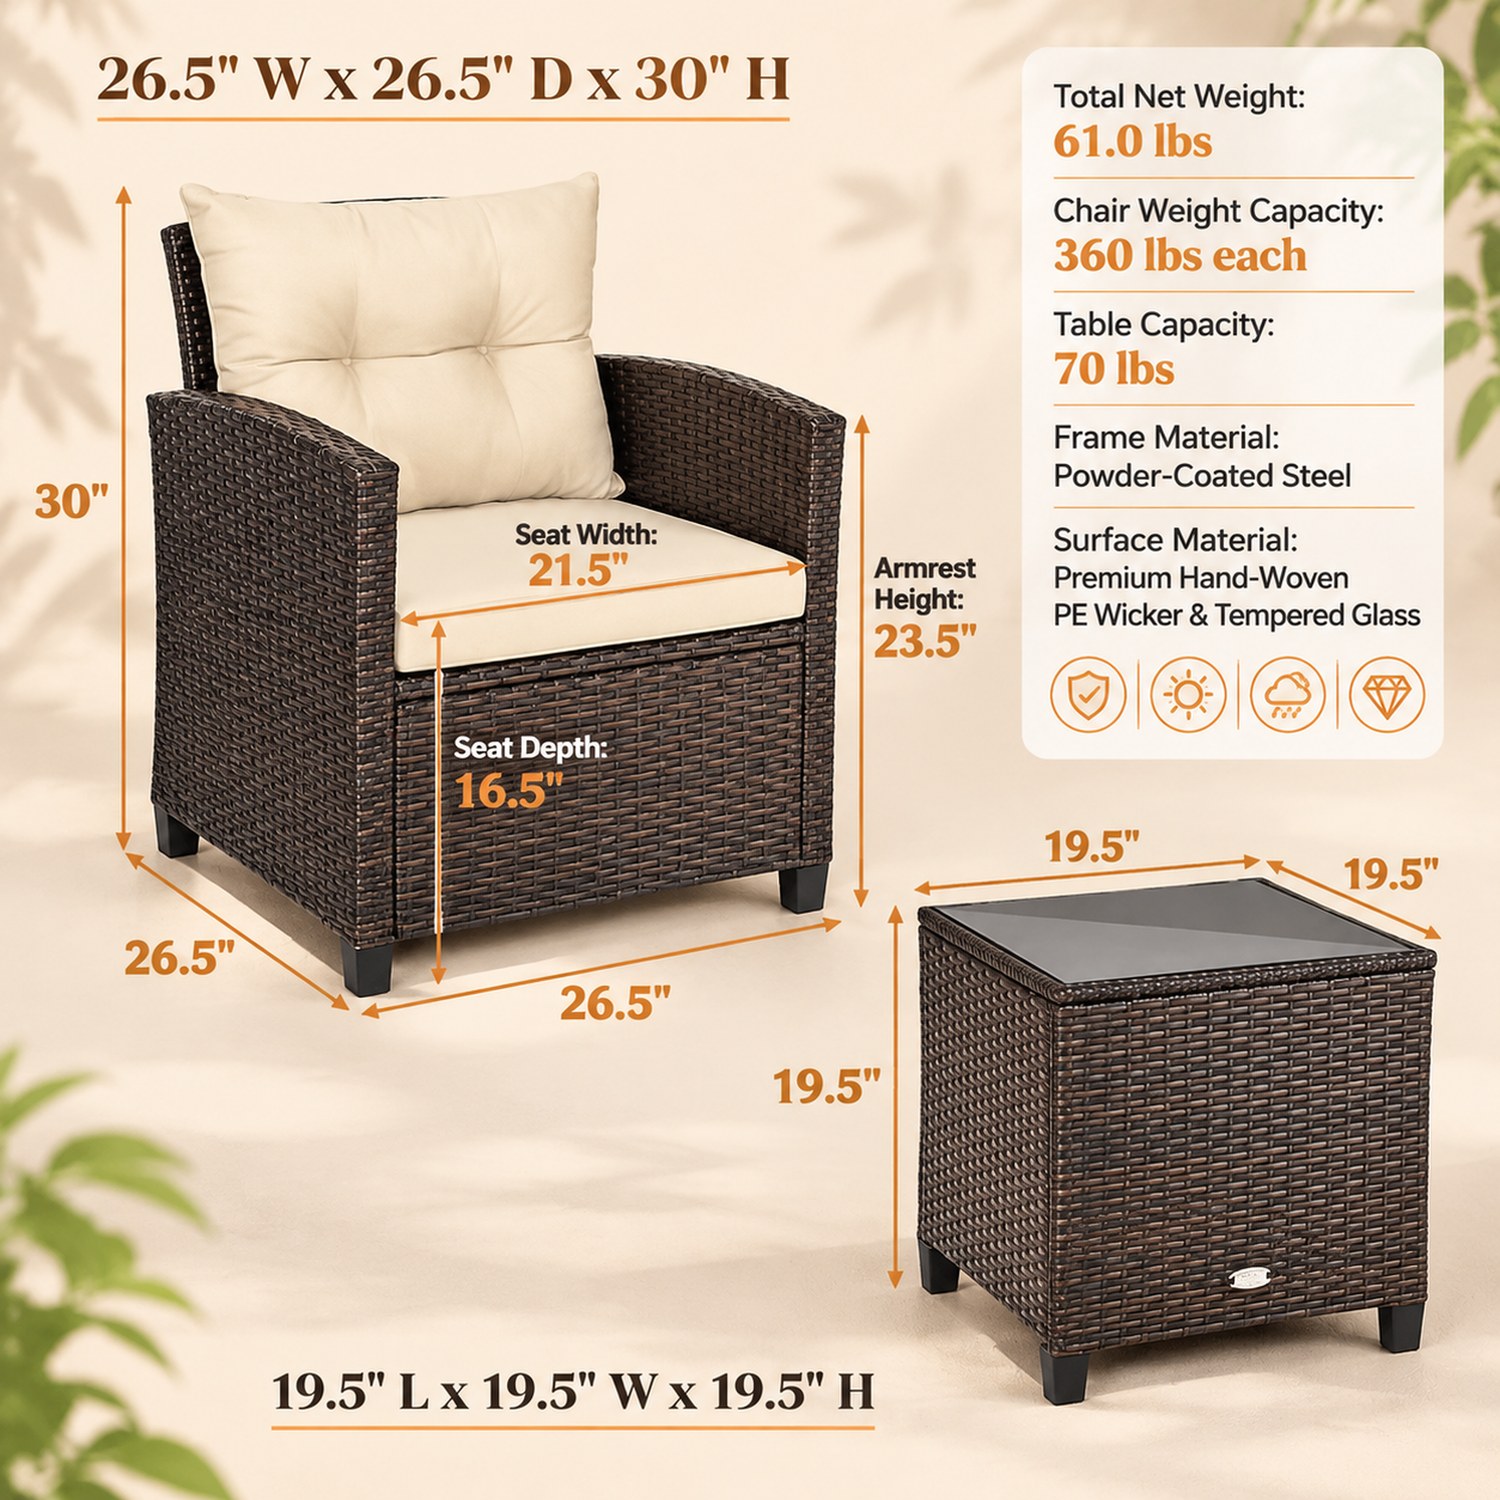 26.5" W x 26.5" D x 30" H
Total Net Weight:
61.0 lbs
Chair Weight Capacity:
360 lbs each
Table Capacity:
70 lbs
Frame Material:
Powder-Coated Steel
Surface Material:
Premium Hand-Woven
PE Wicker & Tempered Glass
30"
Seat Width:
21.5"
Armrest
Height:
23.5"
Seat Depth:
16.5"
26.5"
26.5"
19.5"
19.5"
19.5"
19.5" L x 19.5" W x 19.5" H